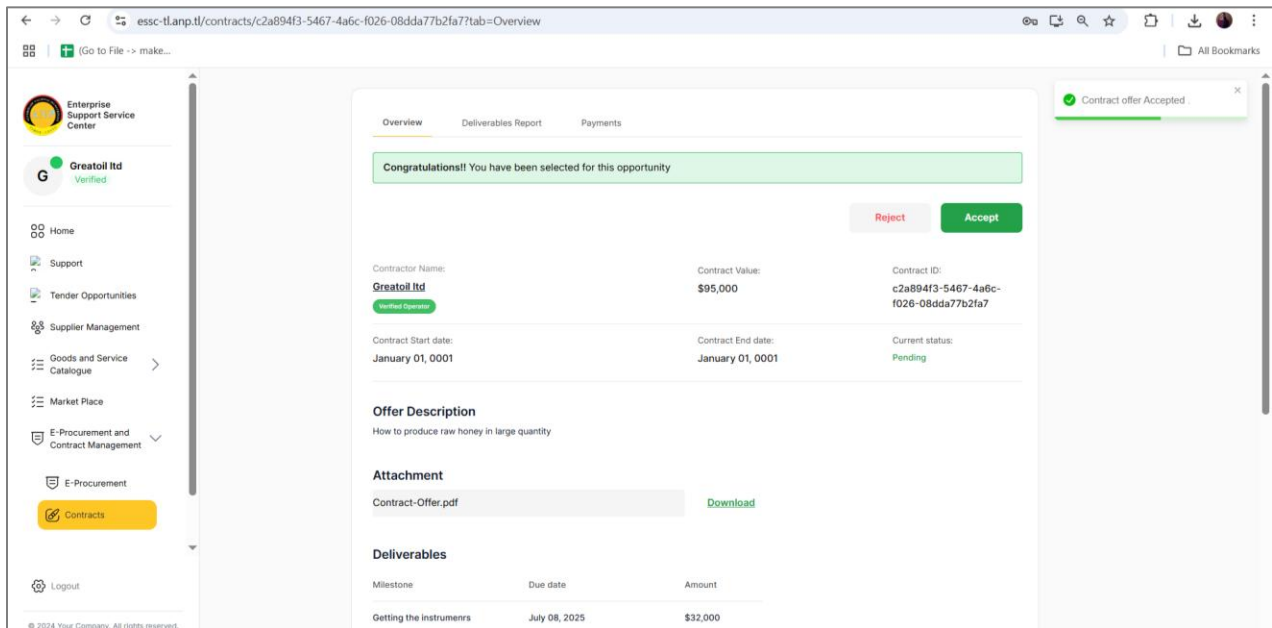 essc-tl.anp.tl/contracts/c2a894f3-5467-4a6c-f026-08dda77b2fa7?tab=Overview
(Go to File -> make...
All Bookmarks
Enterprise
Support Service
Center
G
Greatoil ltd
Verified
Home
Support
Tender Opportunities
Supplier Management
Goods and Service
Catalogue
Market Place
E-Procurement and
Contract Management
E-Procurement
Contracts
Logout
© 2024 Your Company. All rights reserved.
Contract offer Accepted .
Overview Deliverables Report Payments
Congratulations!! You have been selected for this opportunity
Reject Accept
Contractor Name: Contract Value: Contract ID:
Greatoil ltd $95,000 c2a894f3-5467-4a6c-
f026-08dda77b2fa7
Verified Operator
Contract Start date: Contract End date: Current status:
January 01, 0001 January 01, 0001 Pending
Offer Description
How to produce raw honey in large quantity
Attachment
Contract-Offer.pdf Download
Deliverables
Milestone Due date Amount
Getting the instrumenrs July 08, 2025 $32,000